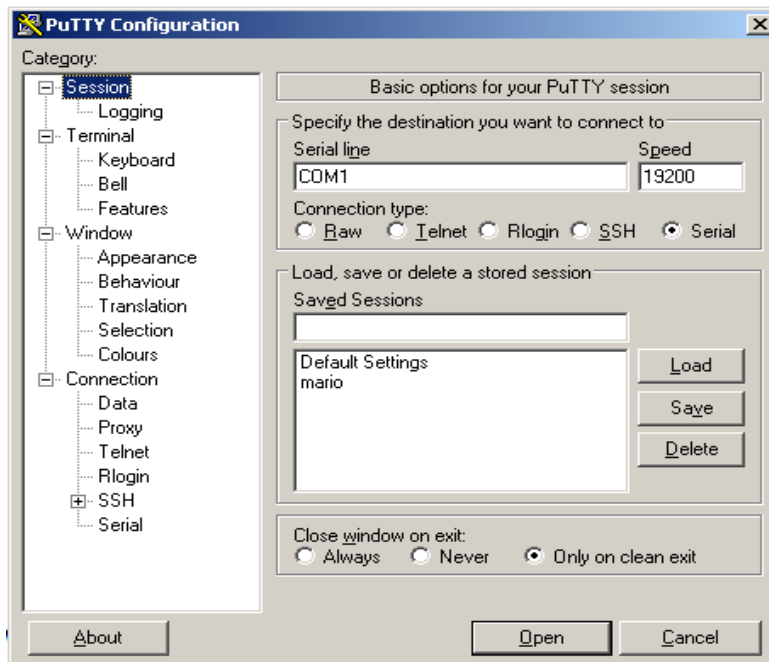 PuTTY Configuration
Category:
Session
Logging
Terminal
Keyboard
Bell
Features
Window
Appearance
Behaviour
Translation
Selection
Colours
Connection
Data
Proxy
Telnet
Rlogin
SSH
Serial
Basic options for your PuTTY session
Specify the destination you want to connect to
Serial line Speed
COM1 19200
Connection type:
Raw Telnet Rlogin SSH Serial
Load, save or delete a stored session
Saved Sessions
Default Settings
mario
Load
Save
Delete
Close window on exit:
Always Never Only on clean exit
About Open Cancel